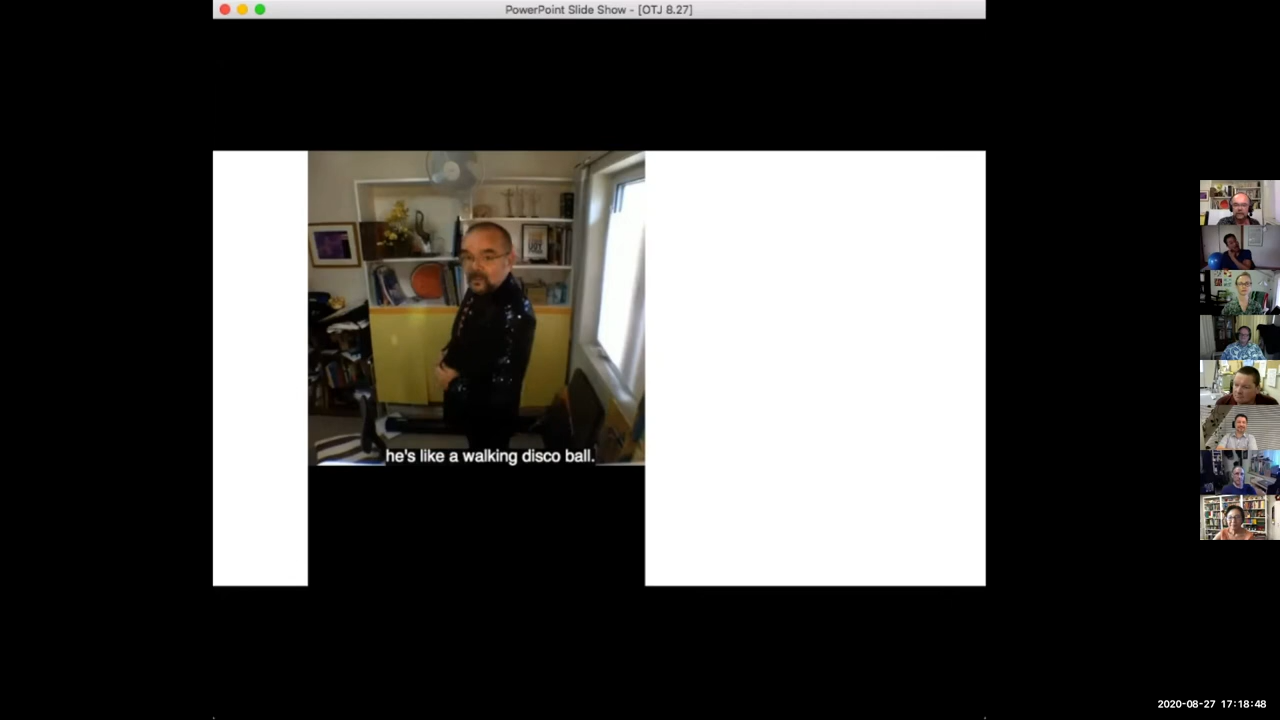 PowerPoint Slide Show - [OTJ 8.27]
he's like a walking disco ball.
2020-08-27 17:18:48